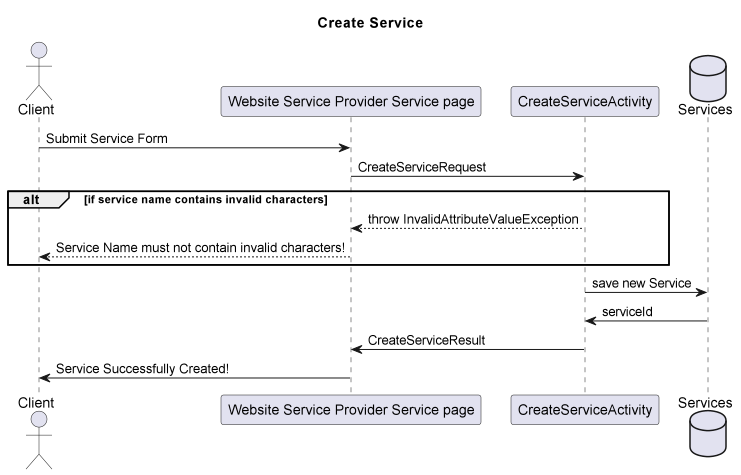 Create Service
Client
Website Service Provider Service page
CreateServiceActivity
Services
Submit Service Form
CreateServiceRequest
alt
[if service name contains invalid characters]
throw InvalidAttributeValueException
Service Name must not contain invalid characters!
save new Service
serviceId
CreateServiceResult
Service Successfully Created!
Client
Website Service Provider Service page
CreateServiceActivity
Services